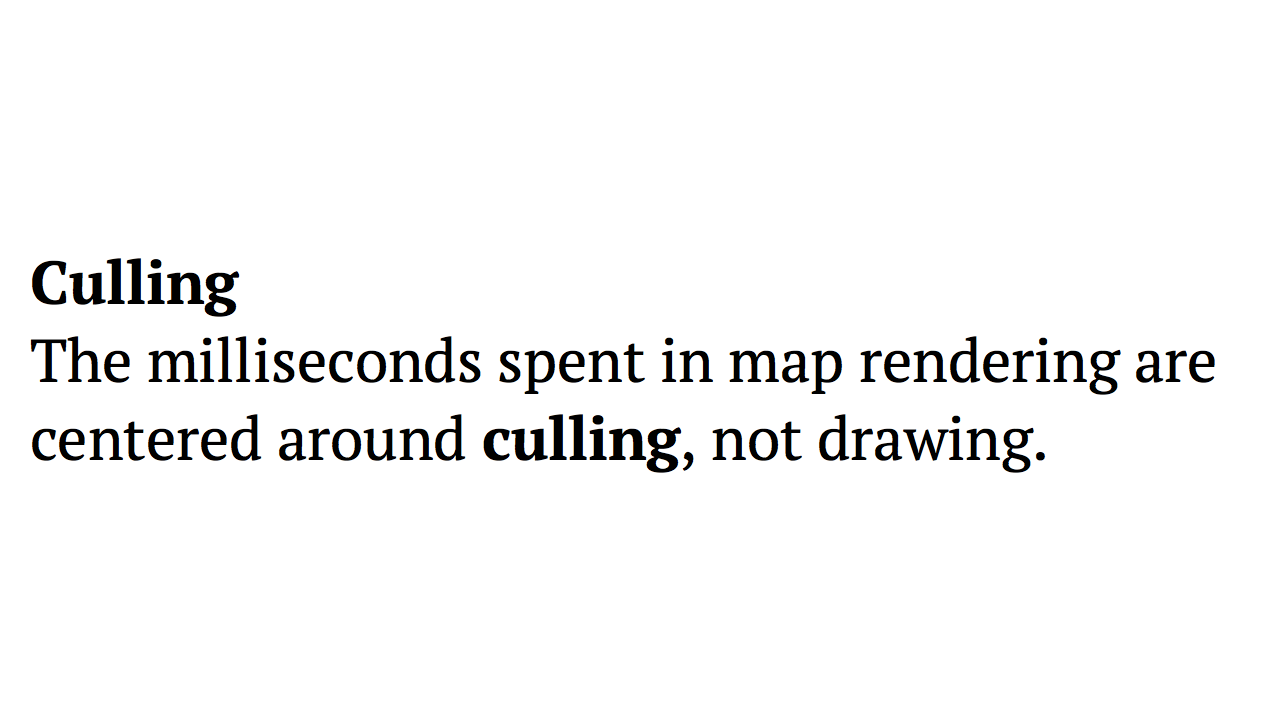 Culling
The milliseconds spent in map rendering are
centered around culling, not drawing.